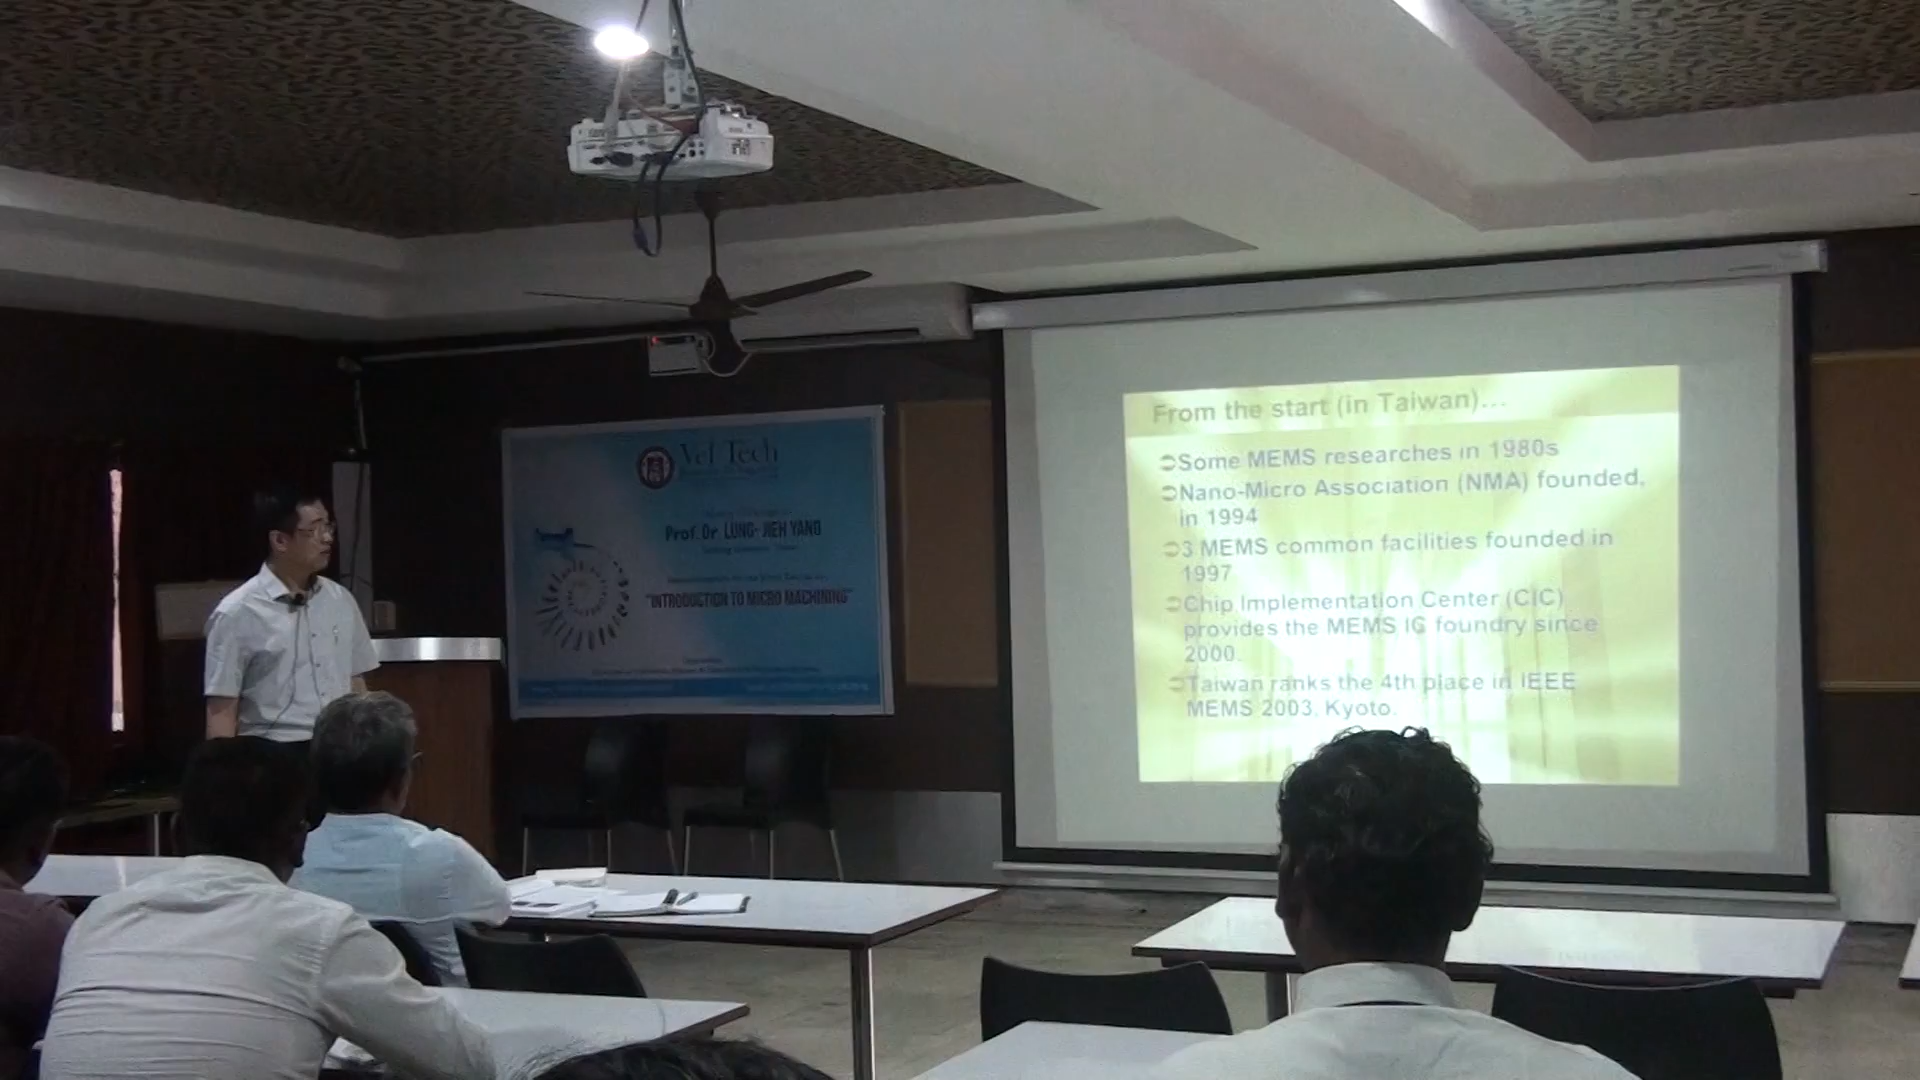 Vel Tech
Prof. Dr. LUNG- JIEH YANG
"INTRODUCTION TO MICRO MACHINING"
From the start (in Taiwan)...
Some MEMS researches in 1980s
Nano-Micro Association (NMA) founded,
in 1994
3 MEMS common facilities founded in
1997
Chip Implementation Center (CIC)
provides the MEMS IC foundry since
2000.
Taiwan ranks the 4th place in IEEE
MEMS 2003, Kyoto.